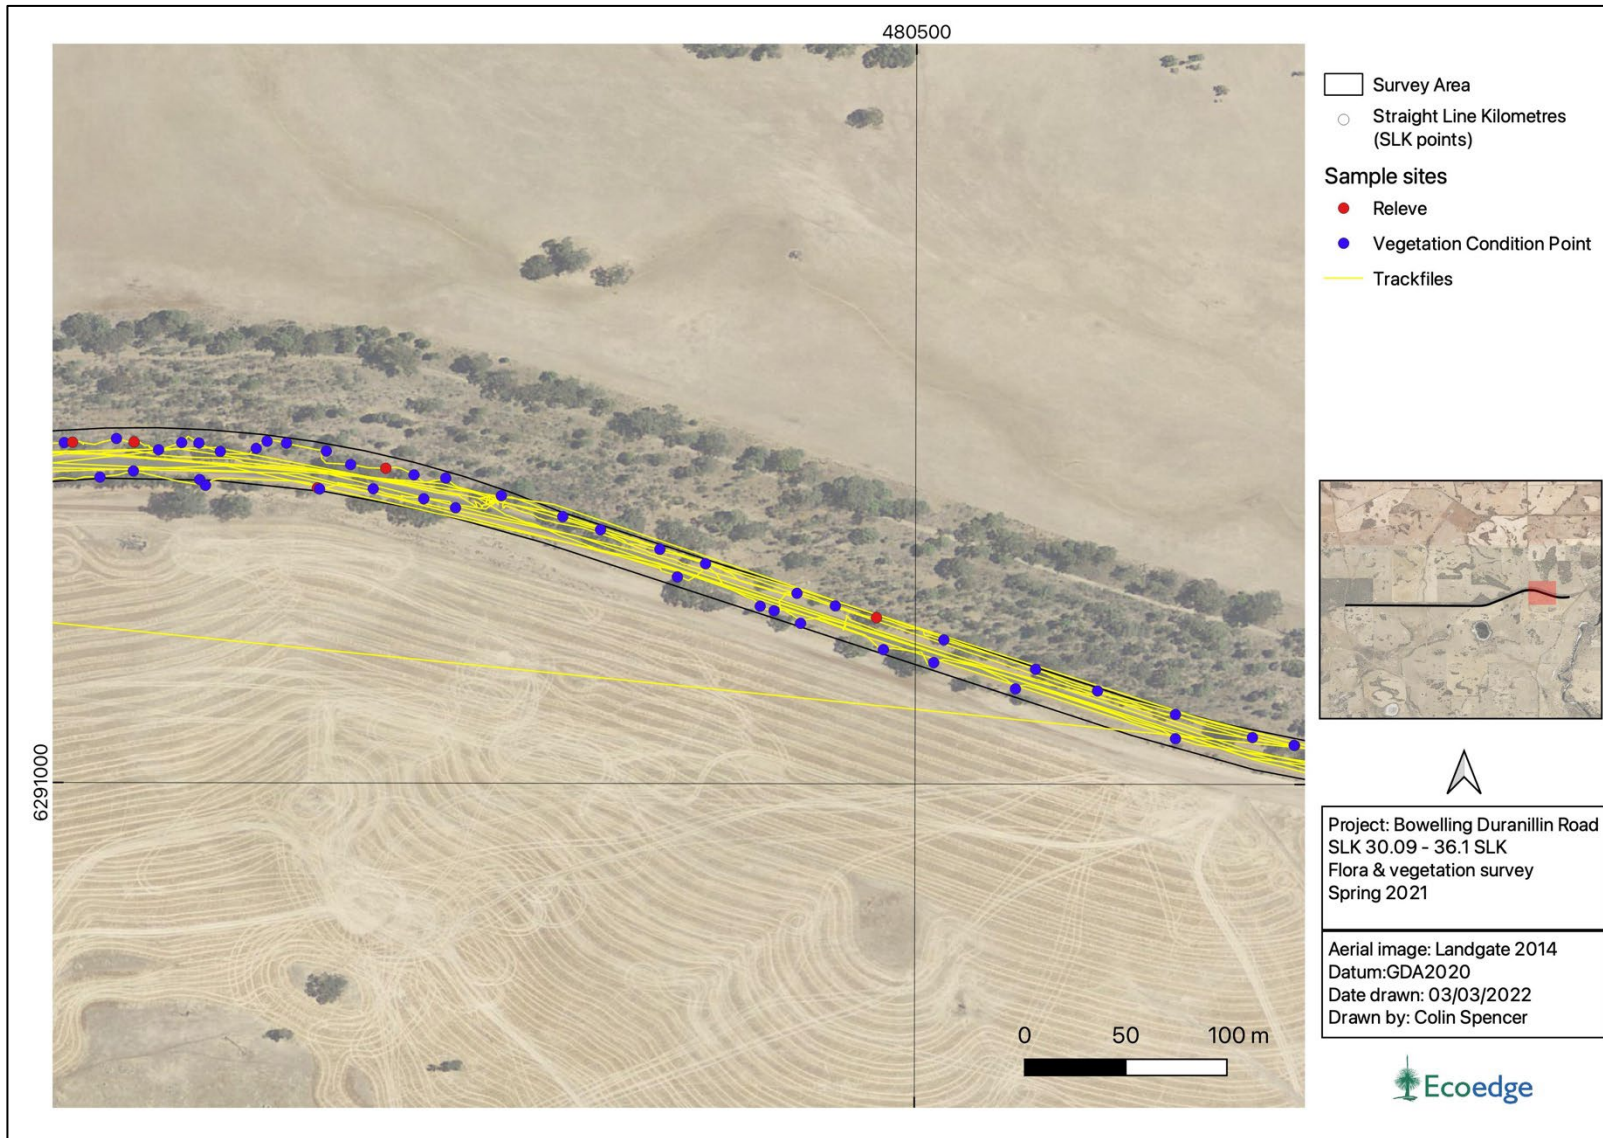 480500
6291000
Survey Area
Straight Line Kilometres
(SLK points)
Sample sites
Releve
Vegetation Condition Point
Trackfiles
Project: Bowelling Duranillin Road
SLK 30.09 - 36.1 SLK
Flora & vegetation survey
Spring 2021
Aerial image: Landgate 2014
Datum:GDA2020
Date drawn: 03/03/2022
Drawn by: Colin Spencer
0 50 100 m
Ecoedge